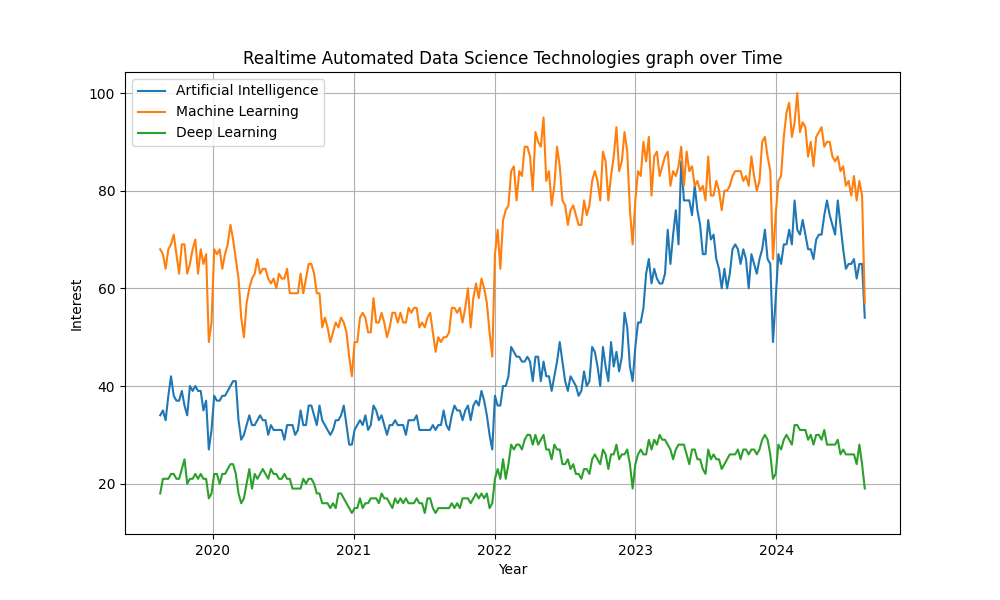 Realtime Automated Data Science Technologies graph over Time
Artificial Intelligence
Machine Learning
Deep Learning
100
80
60
40
20
Interest
2020 2021 2022 2023 2024
Year